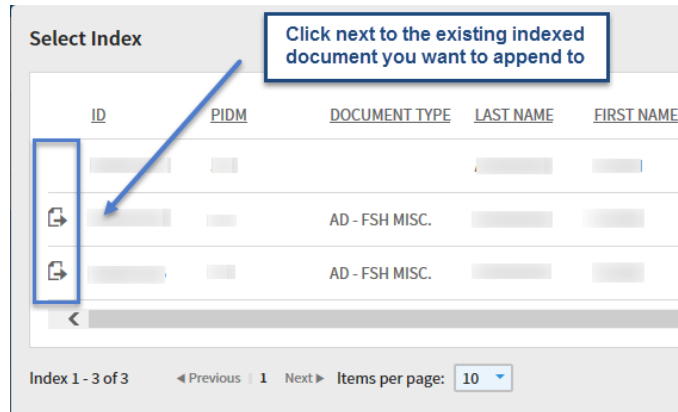 Select Index
Click next to the existing indexed
document you want to append to
ID PIDM DOCUMENT TYPE LAST NAME FIRST NAME
AD - FSH MISC.
AD - FSH MISC.
Index 1 - 3 of 3 Previous 1 Next Items per page: 10